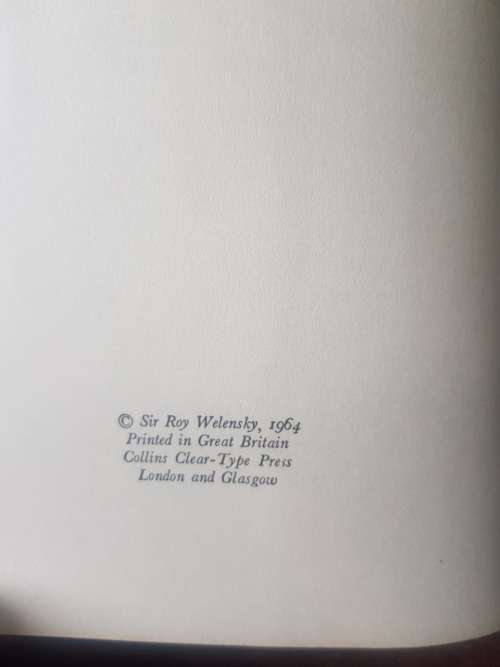 © Sir Roy Welensky, 1964
Printed in Great Britain
Collins Clear-Type Press
London and Glasgow